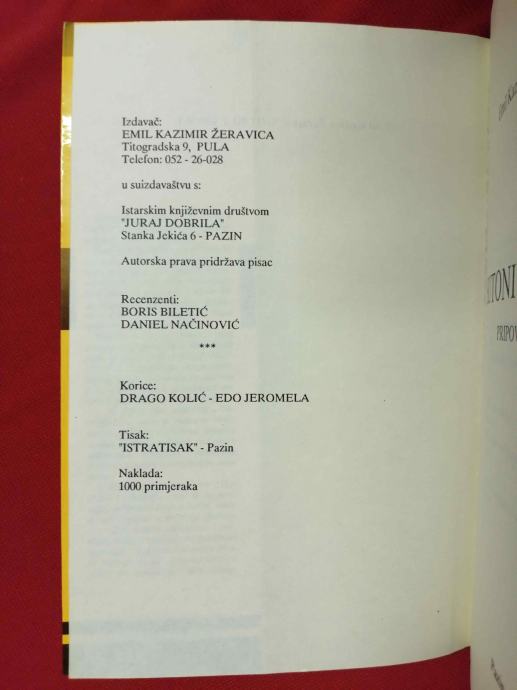 Izdavač:
EMIL KAZIMIR ŽERAVICA
Titogradska 9, PULA
Telefon: 052 - 26-028
u suizdavaštvu s:
Istarskim književnim društvom
"JURAJ DOBRILA"
Stanka Jekića 6 - PAZIN
Autorska prava pridržava pisac
Recenzenti:
BORIS BILETIĆ
DANIEL NAČINOVIĆ
***
Korice:
DRAGO KOLIĆ - EDO JEROMELA
Tisak:
"ISTRATISAK" - Pazin
Naklada:
1000 primjeraka